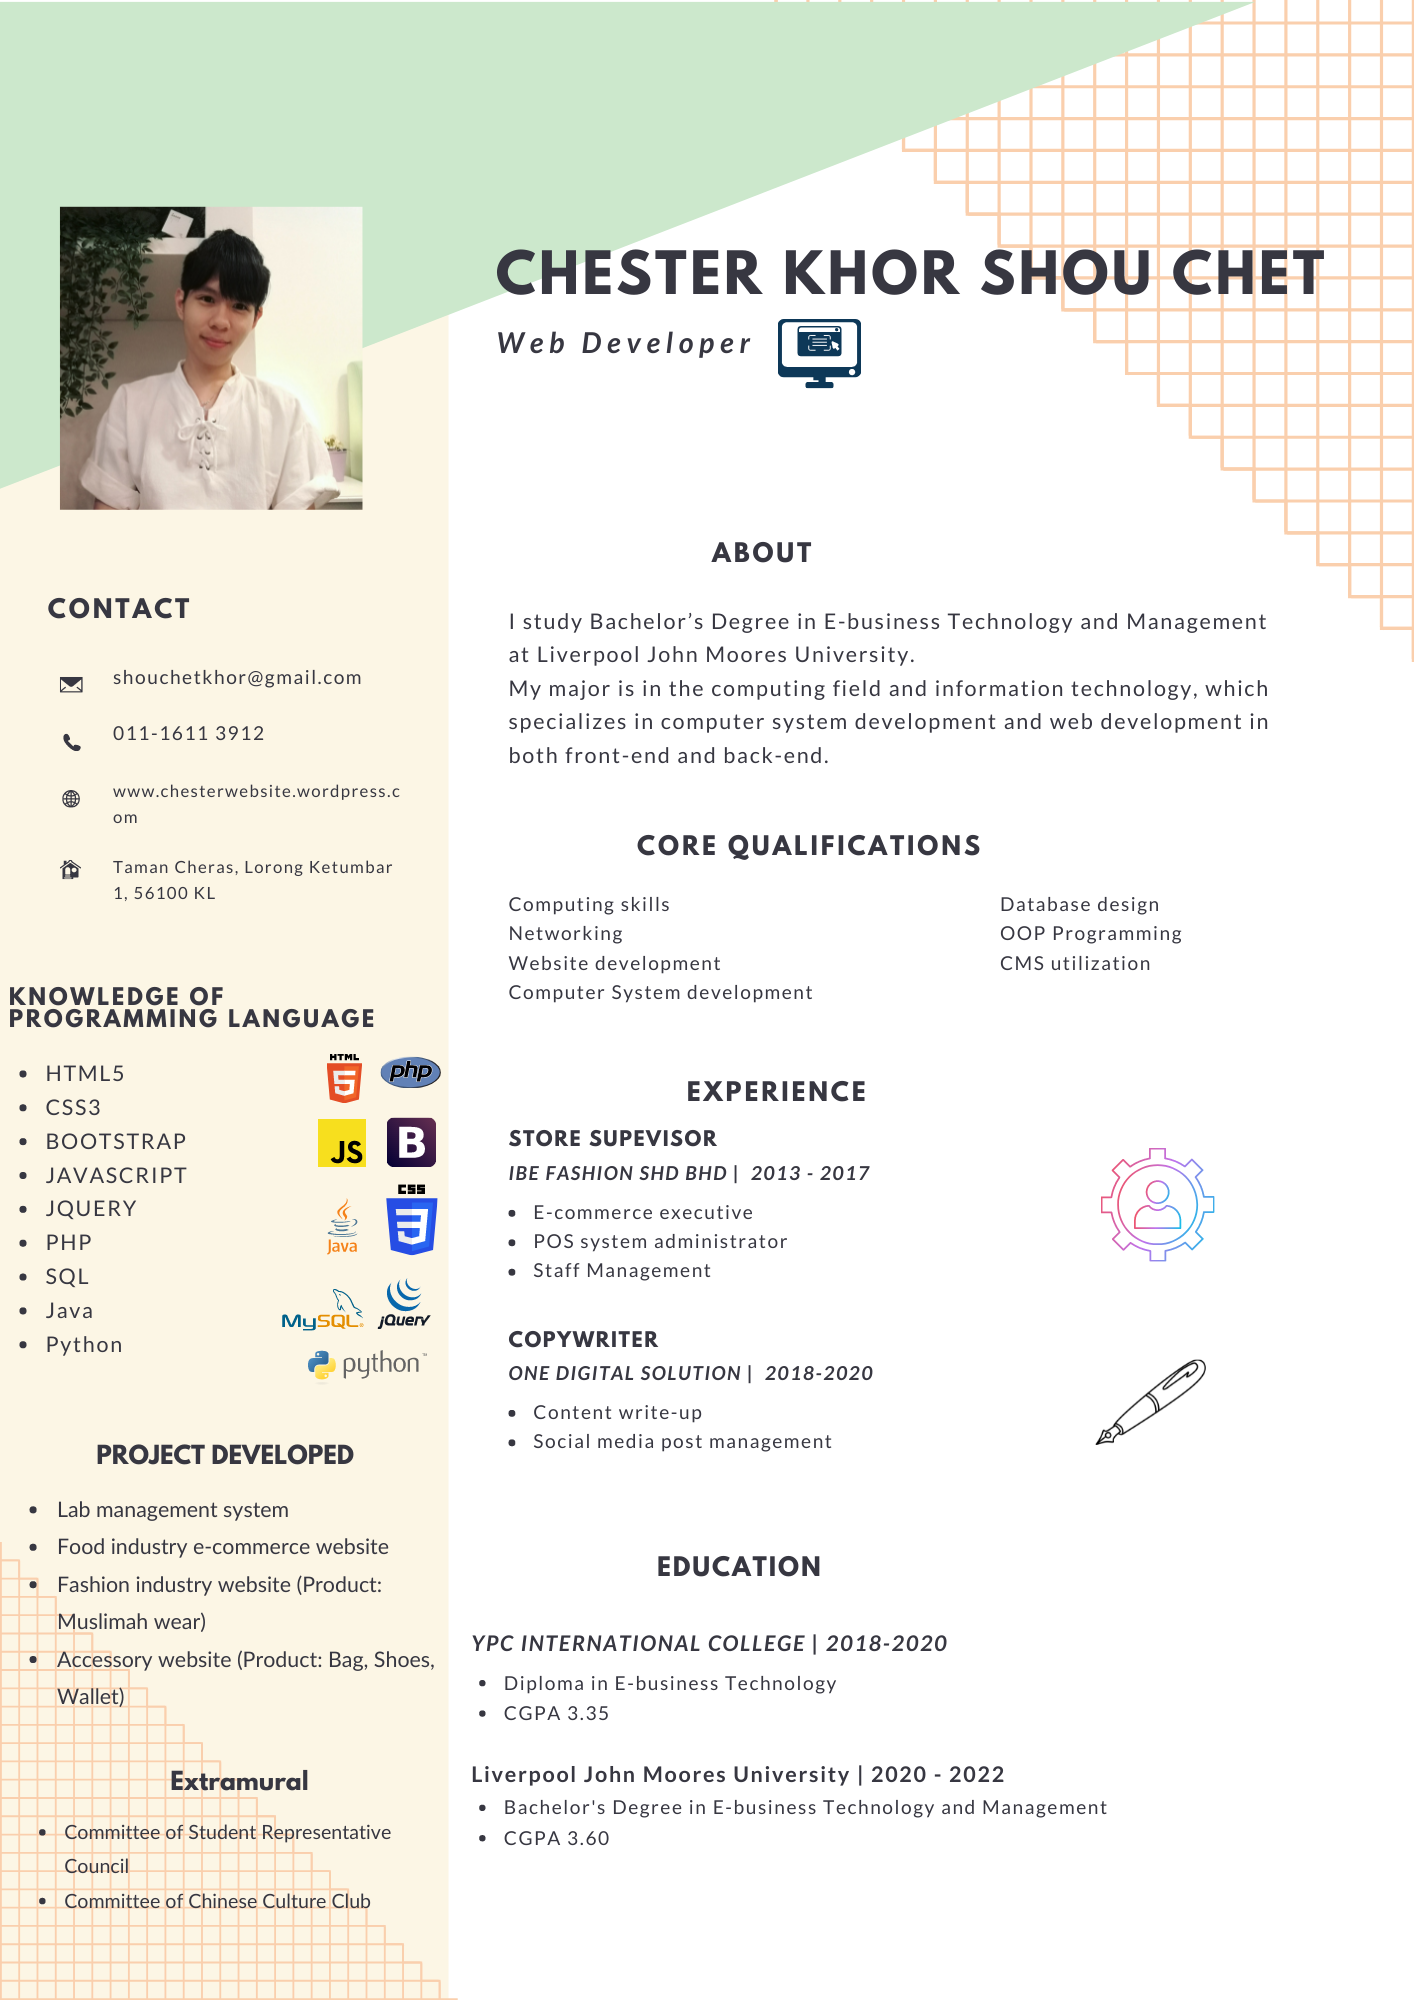 CHESTER KHOR SHOU CHET
Web Developer
CONTACT
shouchetkhor@gmail.com
011-1611 3912
www.chesterwebsite.wordpress.c
om
Taman Cheras, Lorong Ketumbar
1, 56100 KL
KNOWLEDGE OF
PROGRAMMING LANGUAGE
HTML5
CSS3
BOOTSTRAP
JAVASCRIPT
JQUERY
PHP
SQL
Java
Python
HTML
5
php
JS
B
CSS
3
Java
MySQL
jQuery
python™
PROJECT DEVELOPED
Lab management system
Food industry e-commerce website
Fashion industry website (Product:
Muslimah wear)
Accessory website (Product: Bag, Shoes,
Wallet)
Extramural
Committee of Student Representative
Council
Committee of Chinese Culture Club
ABOUT
I study Bachelor’s Degree in E-business Technology and Management
at Liverpool John Moores University.
My major is in the computing field and information technology, which
specializes in computer system development and web development in
both front-end and back-end.
CORE QUALIFICATIONS
Computing skills
Networking
Website development
Computer System development
Database design
OOP Programming
CMS utilization
EXPERIENCE
STORE SUPEVISOR
IBE FASHION SHD BHD | 2013 - 2017
E-commerce executive
POS system administrator
Staff Management
COPYWRITER
ONE DIGITAL SOLUTION | 2018-2020
Content write-up
Social media post management
EDUCATION
YPC INTERNATIONAL COLLEGE | 2018-2020
Diploma in E-business Technology
CGPA 3.35
Liverpool John Moores University | 2020 - 2022
Bachelor's Degree in E-business Technology and Management
CGPA 3.60